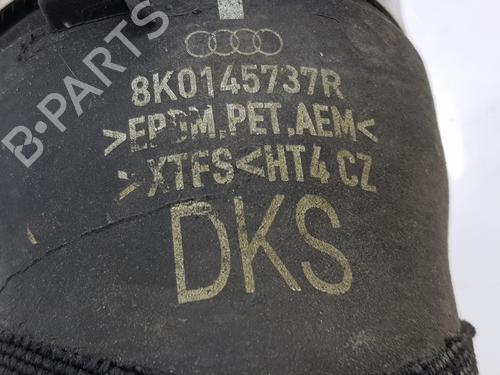 8K0145737R
>EPDM,PET,AEM<
>XTFS<HT4 CZ
DKS
B-PARTS